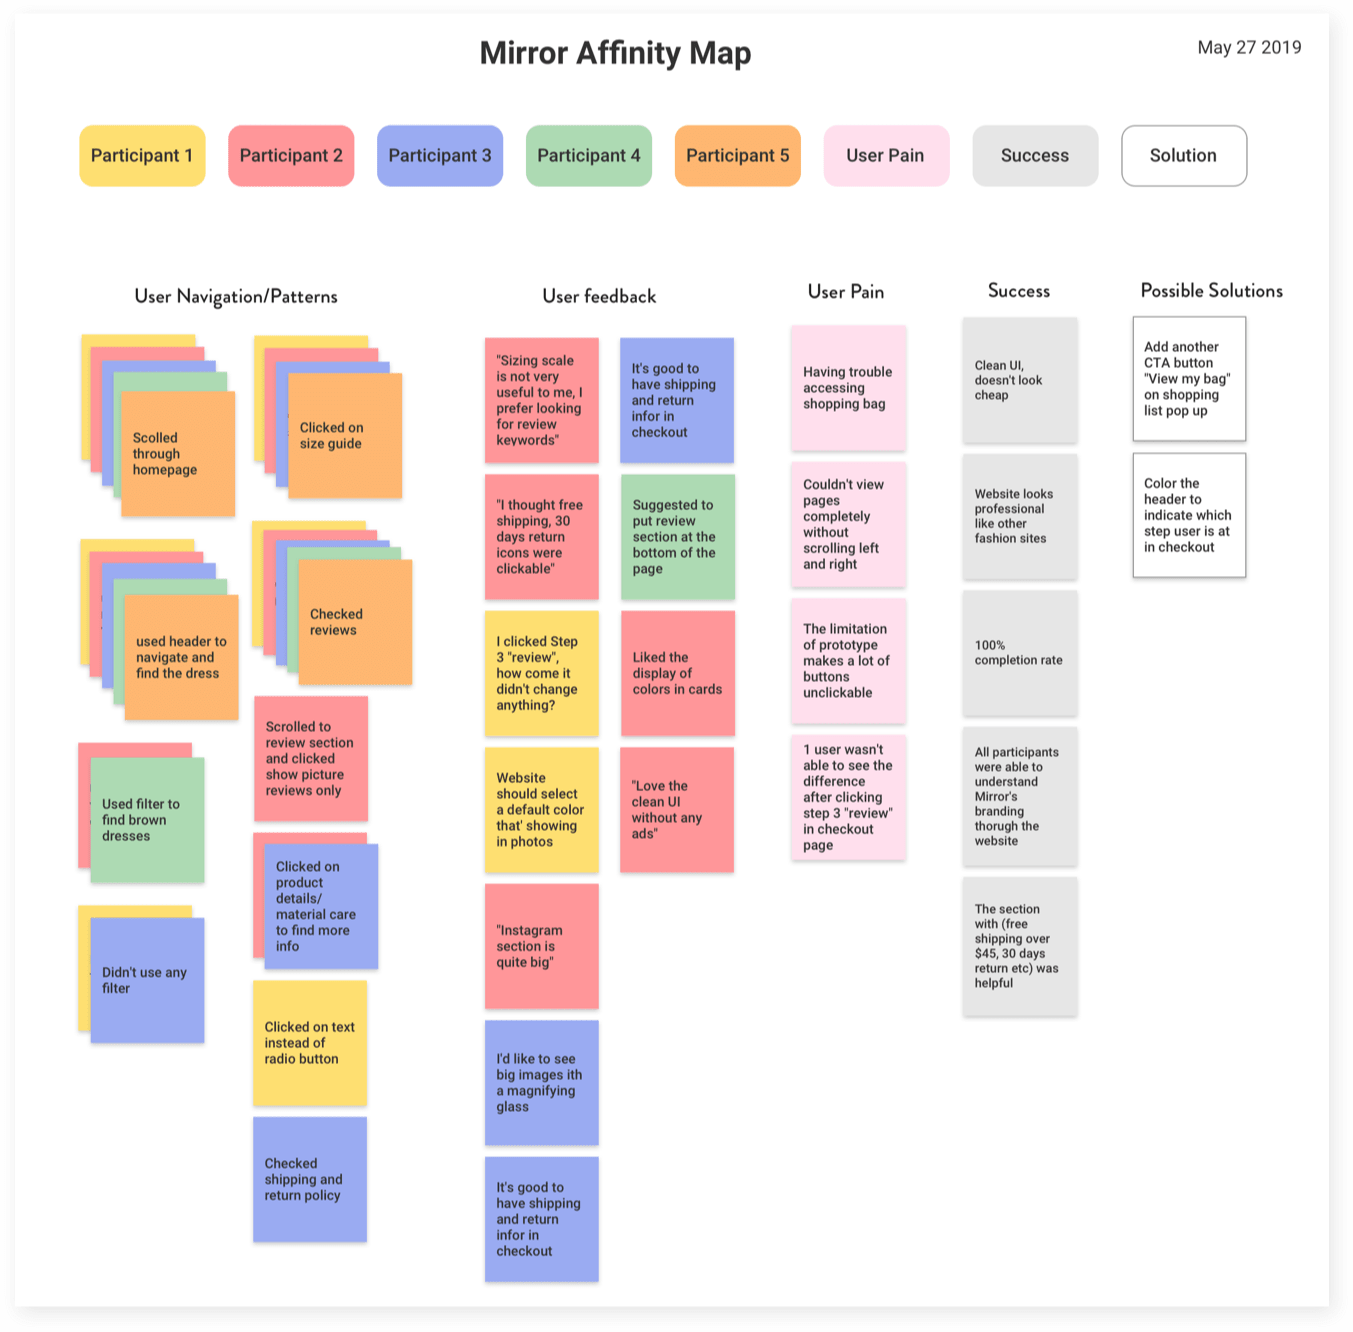 Mirror Affinity Map
May 27 2019
Participant 1
Participant 2
Participant 3
Participant 4
Participant 5
User Pain
Success
Solution
User Navigation/Patterns
Scolled
through
homepage
Clicked on
size guide
used header to
navigate and
find the dress
Checked
reviews
Used filter to
find brown
dresses
Scrolled to
review section
and clicked
show picture
reviews only
Didn't use any
filter
Clicked on
product
details/
material care
to find more
info
Clicked on text
instead of
radio button
Checked
shipping and
return policy
User feedback
"Sizing scale
is not very
useful to me, I
prefer looking
for review
keywords"
It's good to
have shipping
and return
infor in
checkout
"I thought free
shipping, 30
days return
icons were
clickable"
Suggested to
put review
section at the
bottom of the
page
I clicked Step
3 "review",
how come it
didn't change
anything?
Liked the
display of
colors in cards
Website
should select
a default color
that' showing
in photos
"Love the
clean UI
without any
ads"
"Instagram
section is
quite big"
I'd like to see
big images ith
a magnifying
glass
It's good to
have shipping
and return
infor in
checkout
User Pain
Having trouble
accessing
shopping bag
Couldn't view
pages
completely
without
scrolling left
and right
The limitation
of prototype
makes a lot of
buttons
unclickable
1 user wasn't
able to see the
difference
after clicking
step 3 "review"
in checkout
page
Success
Clean UI,
doesn't look
cheap
Website looks
professional
like other
fashion sites
100%
completion rate
All participants
were able to
understand
Mirror's
branding
thorugh the
website
The section
with (free
shipping over
$45, 30 days
return etc) was
helpful
Possible Solutions
Add another
CTA button
"View my bag"
on shopping
list pop up
Color the
header to
indicate which
step user is at
in checkout